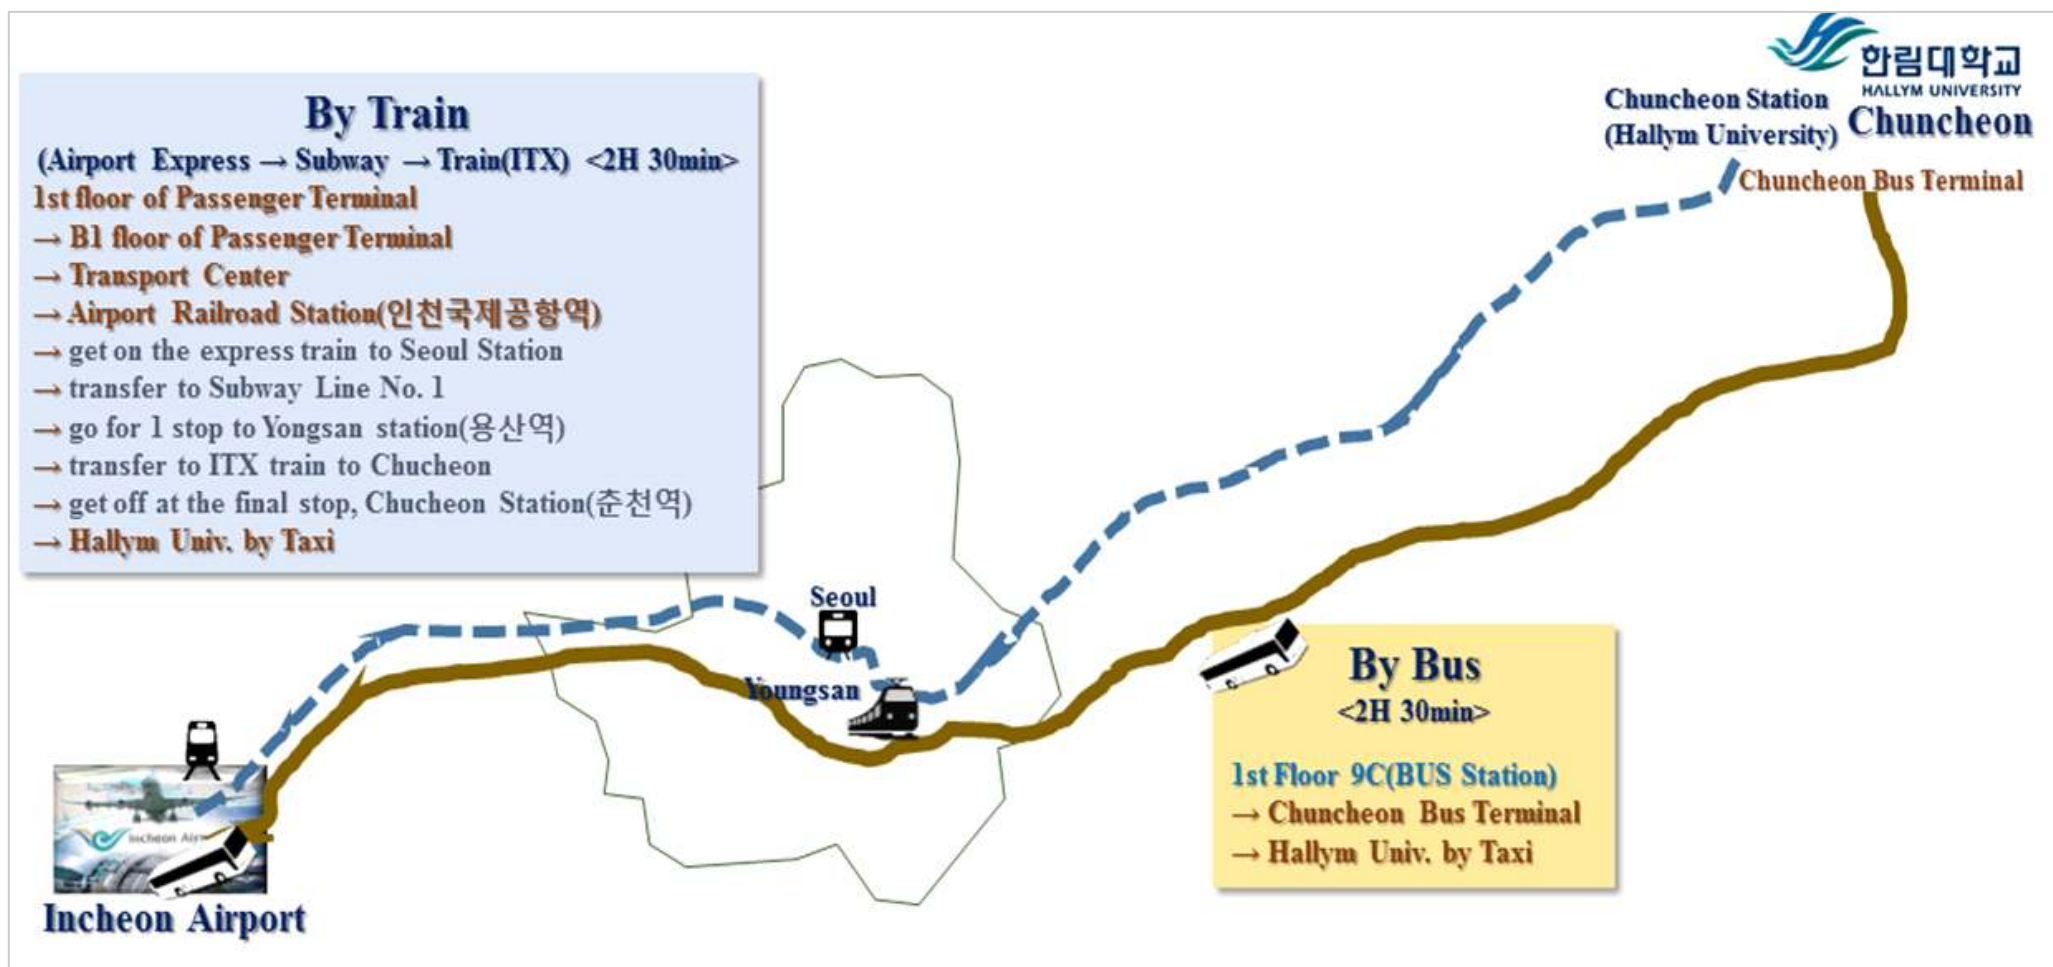 By Train
(Airport Express → Subway → Train(ITX) <2H 30min>
1st floor of Passenger Terminal
→ B1 floor of Passenger Terminal
→ Transport Center
→ Airport Railroad Station(인천국제공항역)
→ get on the express train to Seoul Station
→ transfer to Subway Line No. 1
→ go for 1 stop to Yongsan station(용산역)
→ transfer to ITX train to Chucheon
→ get off at the final stop, Chucheon Station(춘천역)
→ Hallym Univ. by Taxi
한림대학교
HALLYM UNIVERSITY
Chuncheon Station
(Hallym University)
Chuncheon
Chuncheon Bus Terminal
Seoul
Youngsan
By Bus
<2H 30min>
1st Floor 9C(BUS Station)
→ Chuncheon Bus Terminal
→ Hallym Univ. by Taxi
Incheon
Incheon Airport